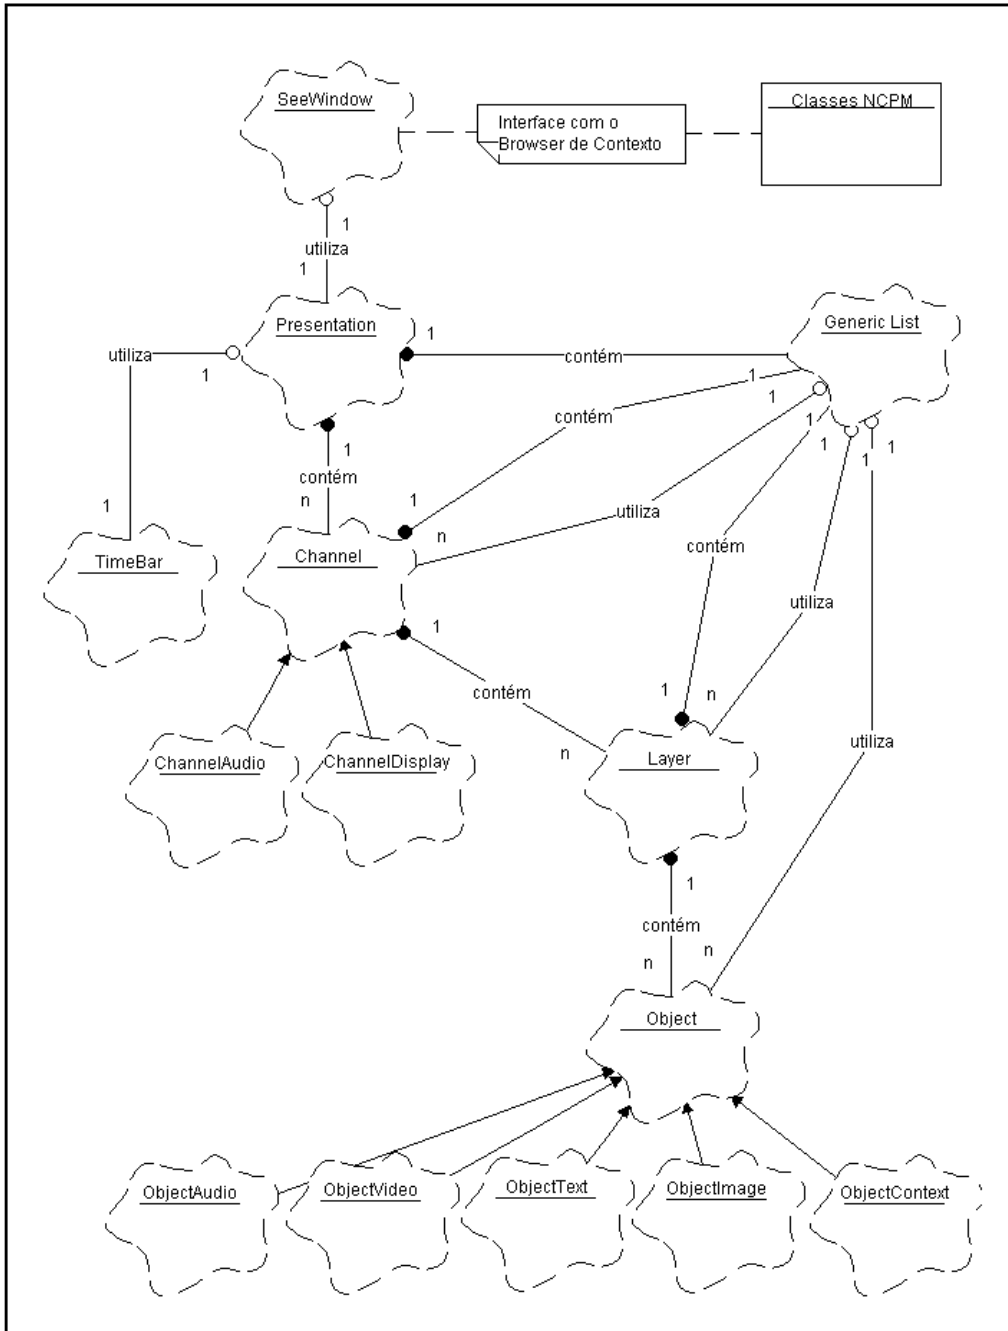 SeeWindow
Classes NCPM
Interface com o
Browser de Contexto
1
utiliza
1
Presentation
Generic List
1
utiliza
contém
1
1
1
contém
1
1
1
1
1
contém
n
1
1
n
utiliza
TimeBar
Channel
contém
utiliza
1
contém
1
n
utiliza
n
ChannelAudio
ChannelDisplay
Layer
1
contém
n
n
Object
ObjectAudio
ObjectVideo
ObjectText
ObjectImage
ObjectContext